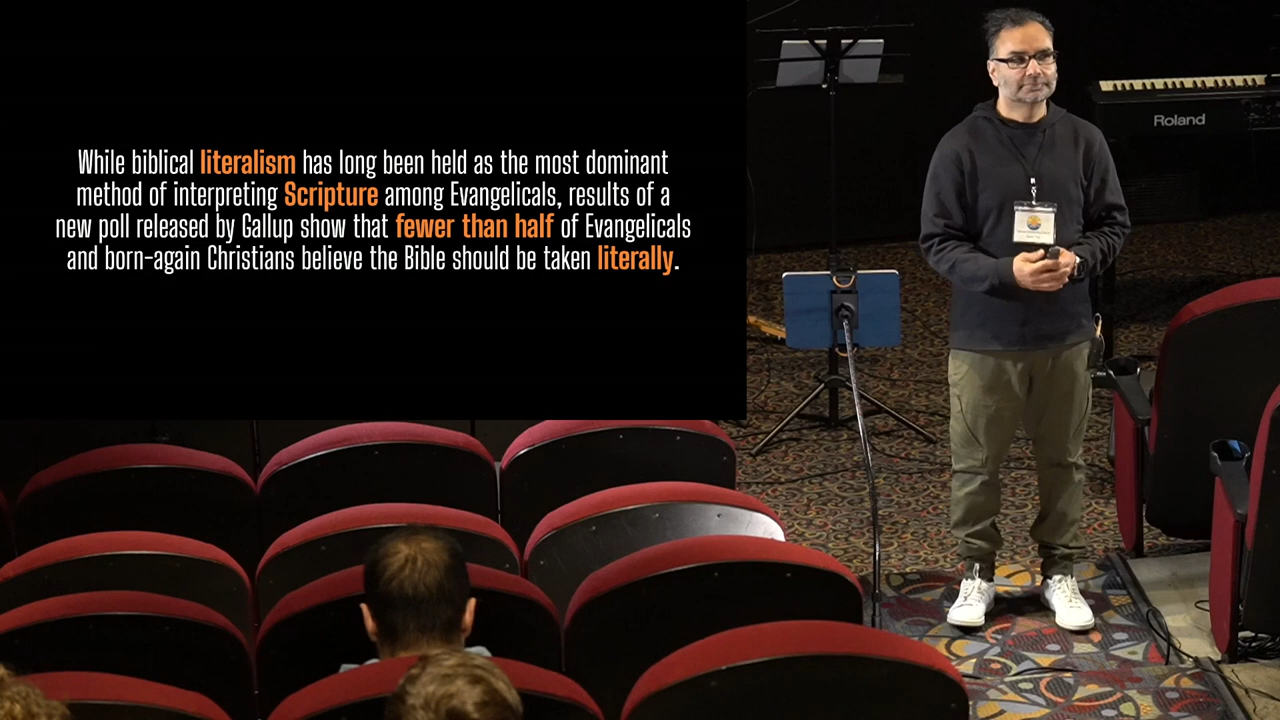 While biblical literalism has long been held as the most dominant
method of interpreting Scripture among Evangelicals, results of a
new poll released by Gallup show that fewer than half of Evangelicals
and born-again Christians believe the Bible should be taken literally.
Roland